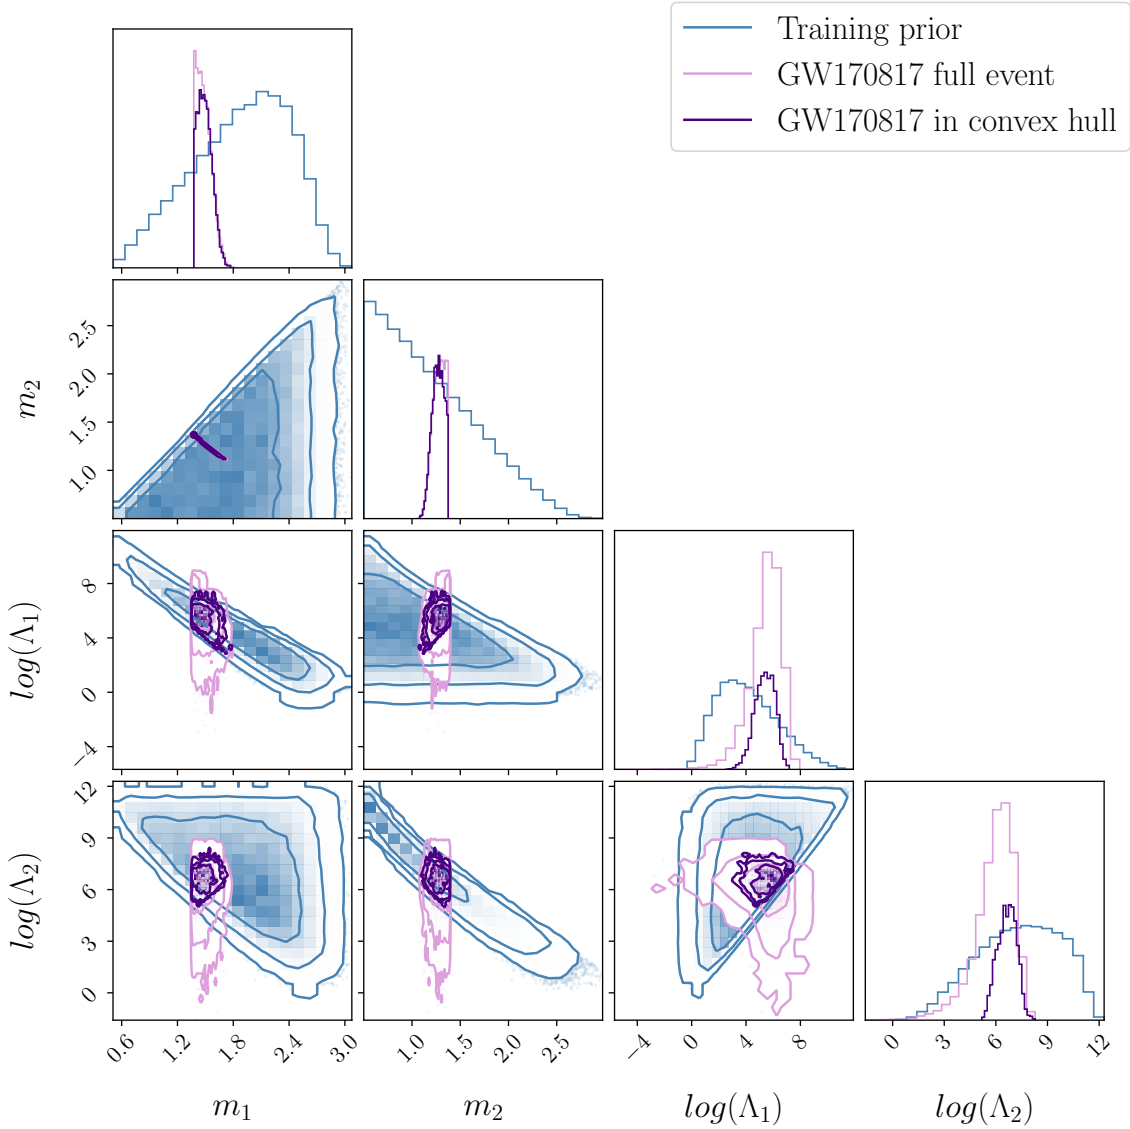 Training prior
GW170817 full event
GW170817 in convex hull
m₂
2.5
2.0
1.5
1.0
log(Λ₁)
8
4
0
−4
log(Λ₂)
12
9
6
3
0
0.6 1.2 1.8 2.4 3.0
1.0 1.5 2.0 2.5
−4 0 4 8
0 3 6 9 12
m₁ m₂ log(Λ₁) log(Λ₂)